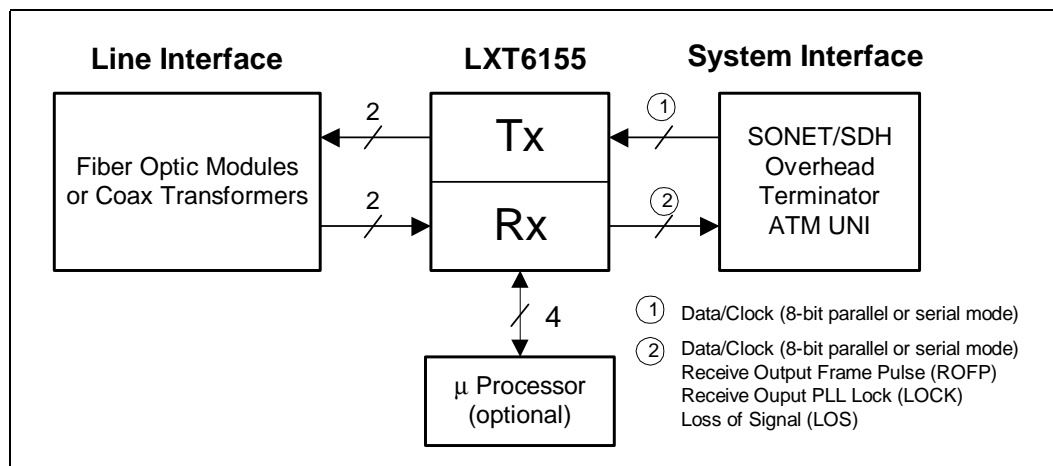 Line Interface
LXT6155
System Interface
2
1
Tx
SONET/SDH
Overhead
Terminator
ATM UNI
Fiber Optic Modules
or Coax Transformers
2
Rx
2
4
μ Processor
(optional)
1 Data/Clock (8-bit parallel or serial mode)
2 Data/Clock (8-bit parallel or serial mode)
Receive Output Frame Pulse (ROFP)
Receive Ouput PLL Lock (LOCK)
Loss of Signal (LOS)